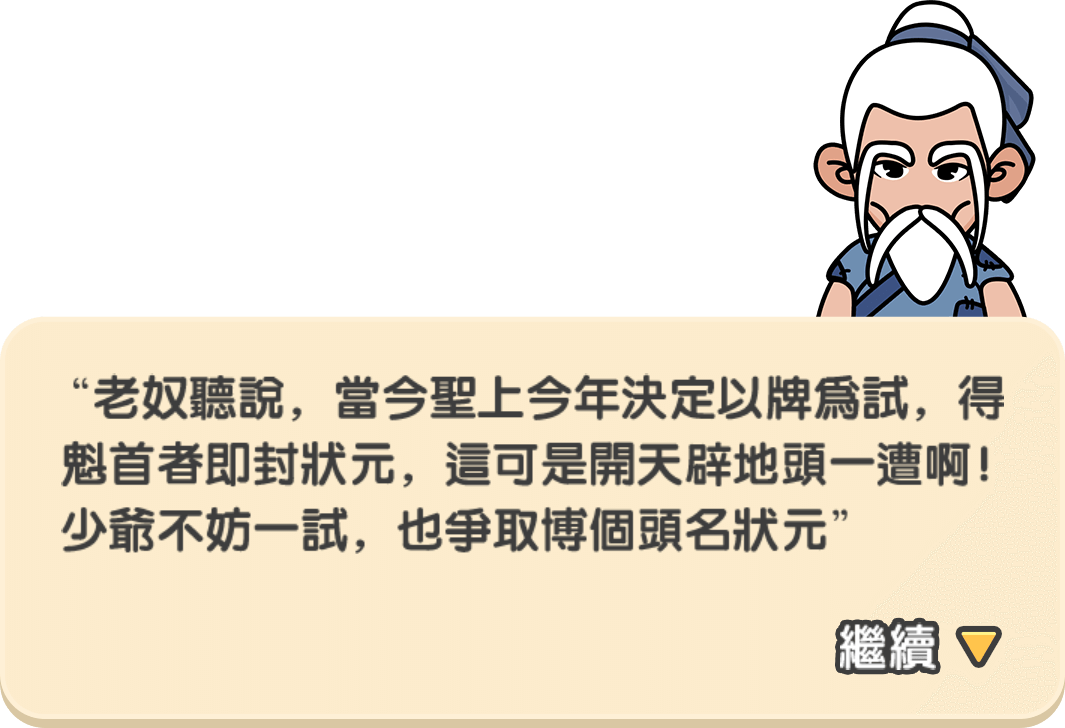 “老奴聽說，當今聖上今年決定以牌為試，得
魁首者即封狀元，這可是開天辟地頭一遭啊！
少爺不妨一試，也爭取博個頭名狀元”
繼續